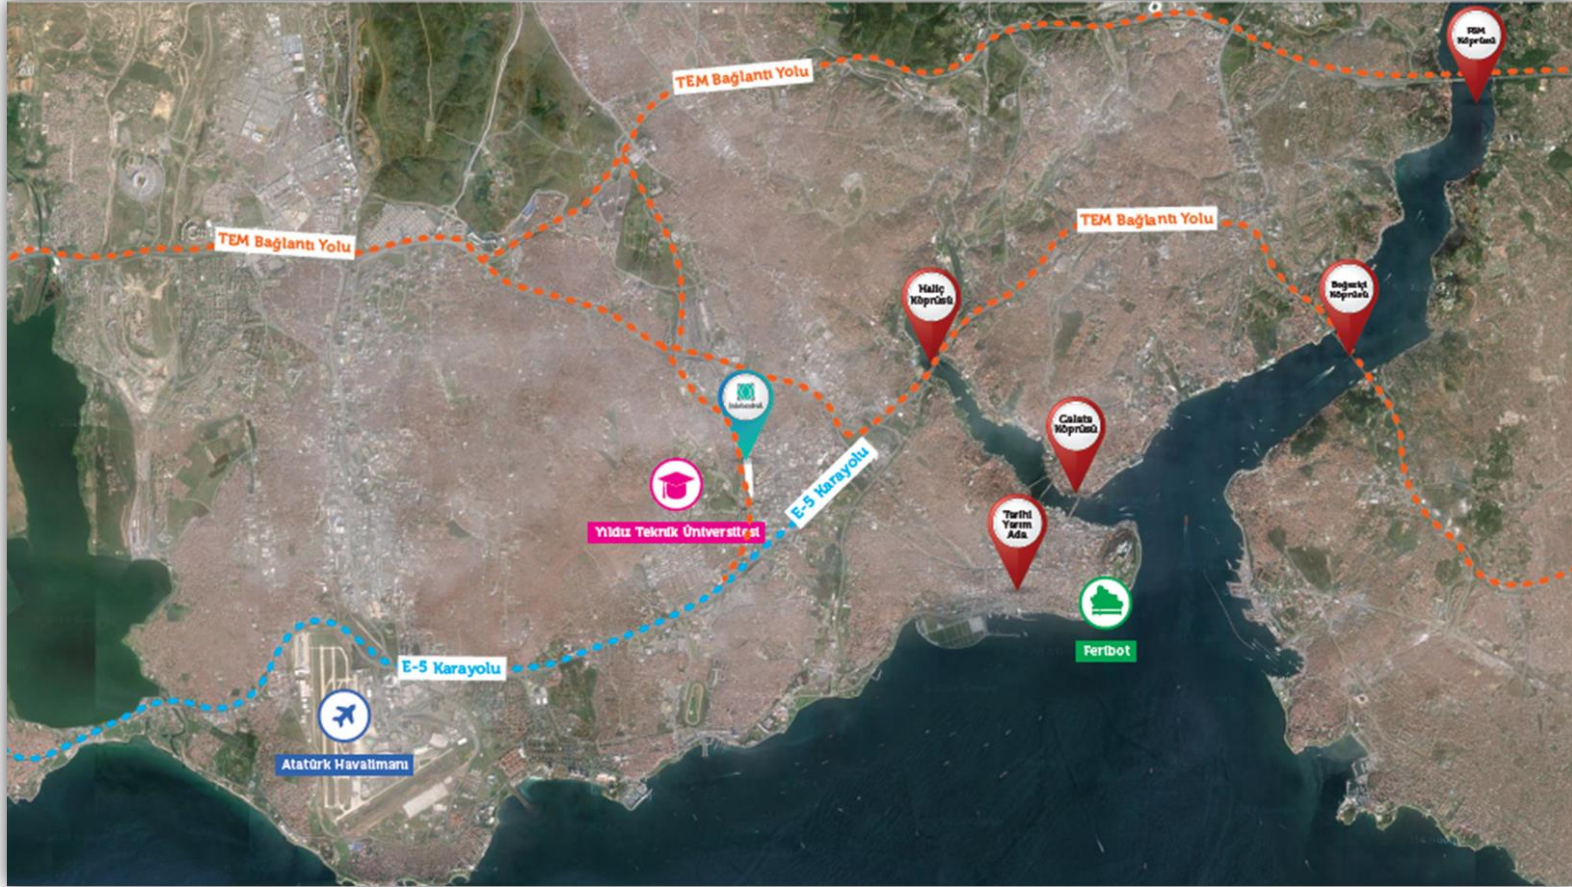 FSM
Köprüsü
TEM Bağlantı Yolu
TEM Bağlantı Yolu
TEM Bağlantı Yolu
Haliç
Köprüsü
Boğaziçi
Köprüsü
Galata
Köprüsü
E-5 Karayolu
Yıldız Teknik Üniversitesi
Tarihi
Yarım
Ada
Feribot
E-5 Karayolu
Atatürk Havalimanı